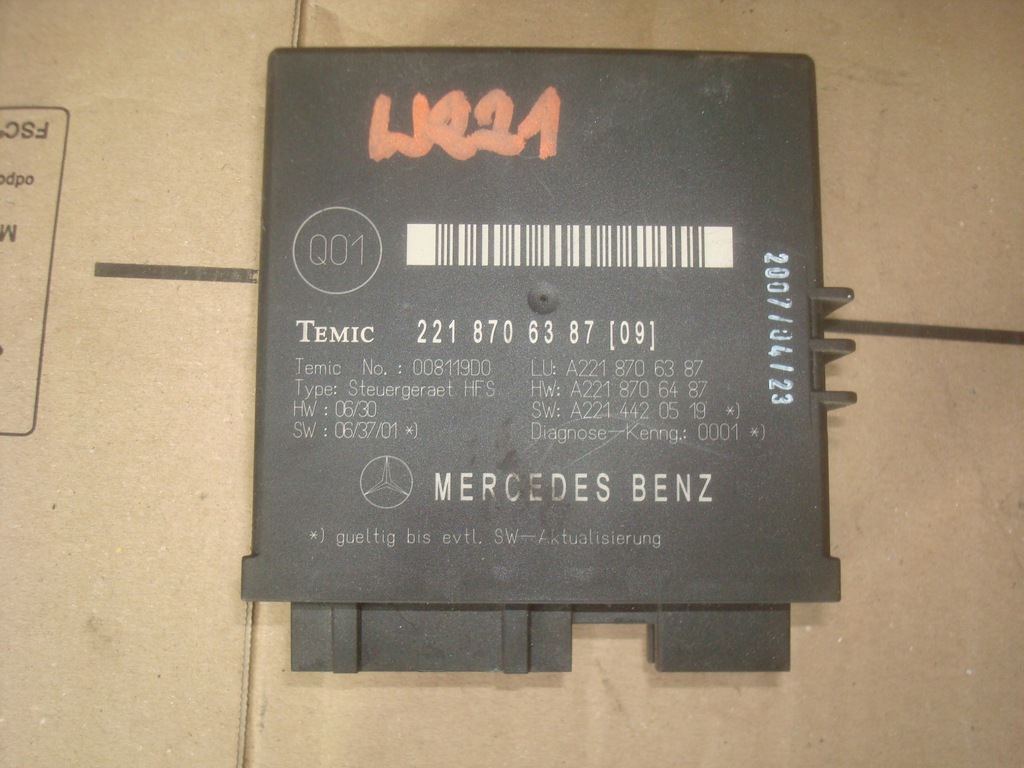 W221
Q01
TEMIC 221 870 63 87 [09]
Temic No. : 008119D0 LU: A221 870 63 87
Type: Steuergeraet HFS HW: A221 870 64 87
HW : 06/30 SW: A221 442 05 19 *)
SW : 06/37/01 *) Diagnose-Kenng.: 0001 *)
MERCEDES BENZ
*) gueltig bis evtl. SW-Aktualisierung
2007/04/23
FSC
odpo
M